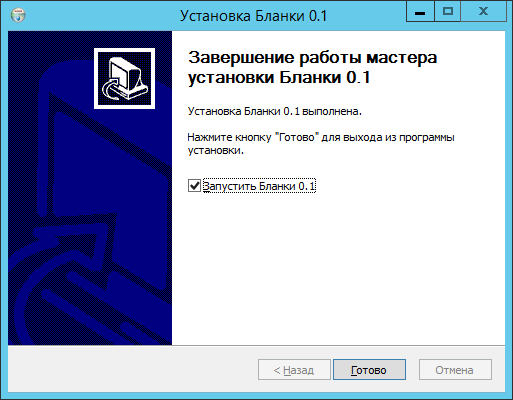 Установка Бланки 0.1
Завершение работы мастера
установки Бланки 0.1
Установка Бланки 0.1 выполнена.
Нажмите кнопку "Готово" для выхода из программы
установки.
Запустить Бланки 0.1
< Назад
Готово
Отмена